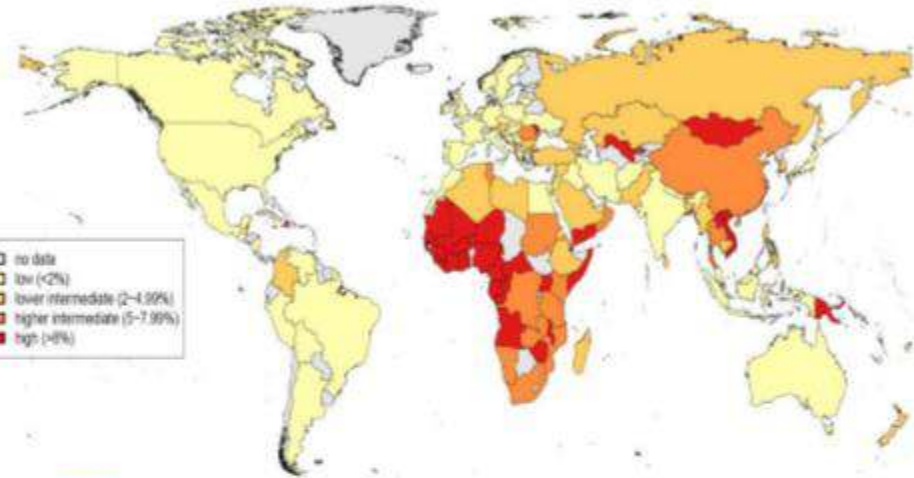 no data
low (<2%)
lower intermediate (2-4.99%)
higher intermediate (5-7.99%)
high (>8%)